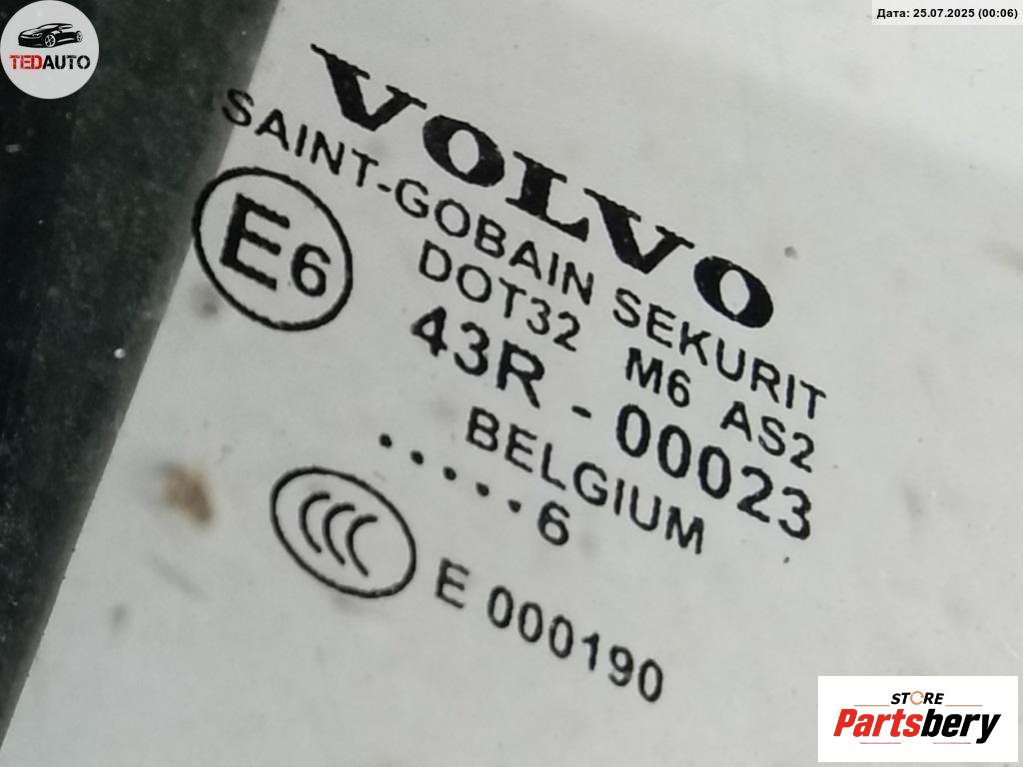 Дата: 25.07.2025 (00:06)
TEDAUTO
VOLVO
SAINT-GOBAIN SEKURIT
E6
DOT32 M6 AS2
43R - 00023
BELGIUM
.....6
CCC
E 000190
STORE
Partsbery